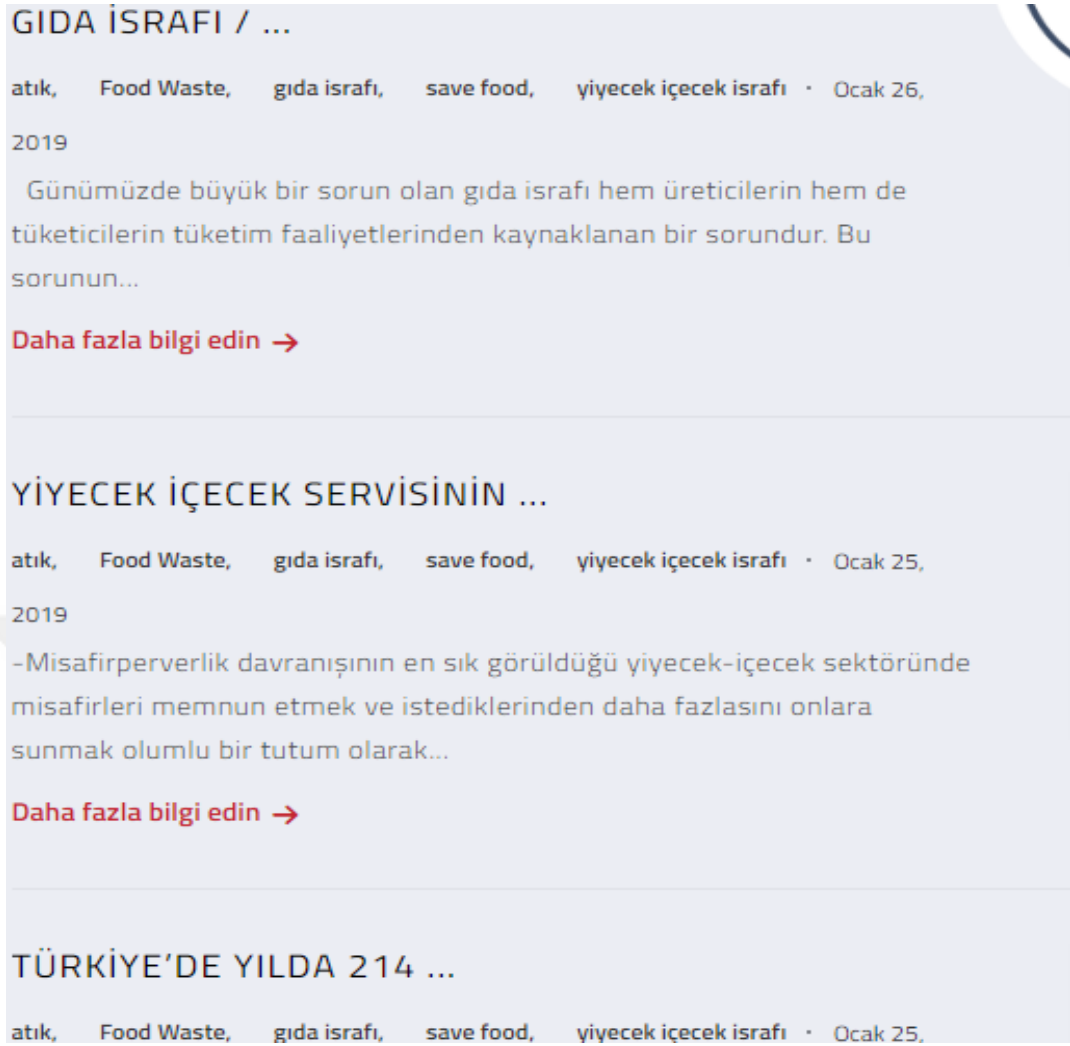 GIDA İSRAFI / ...
atık, Food Waste, gıda israfı, save food, yiyecek içecek israfı · Ocak 26,
2019
Günümüzde büyük bir sorun olan gıda israfı hem üreticilerin hem de
tüketicilerin tüketim faaliyetlerinden kaynaklanan bir sorundur. Bu
sorunun...
Daha fazla bilgi edin →
YİYECEK İÇECEK SERVİSİNİN ...
atık, Food Waste, gıda israfı, save food, yiyecek içecek israfı · Ocak 25,
2019
-Misafirperverlik davranışının en sık görüldüğü yiyecek-içecek sektöründe
misafirleri memnun etmek ve istediklerinden daha fazlasını onlara
sunmak olumlu bir tutum olarak...
Daha fazla bilgi edin →
TÜRKİYE’DE YILDA 214 ...
atık, Food Waste, gıda israfı, save food, yiyecek içecek israfı · Ocak 25,